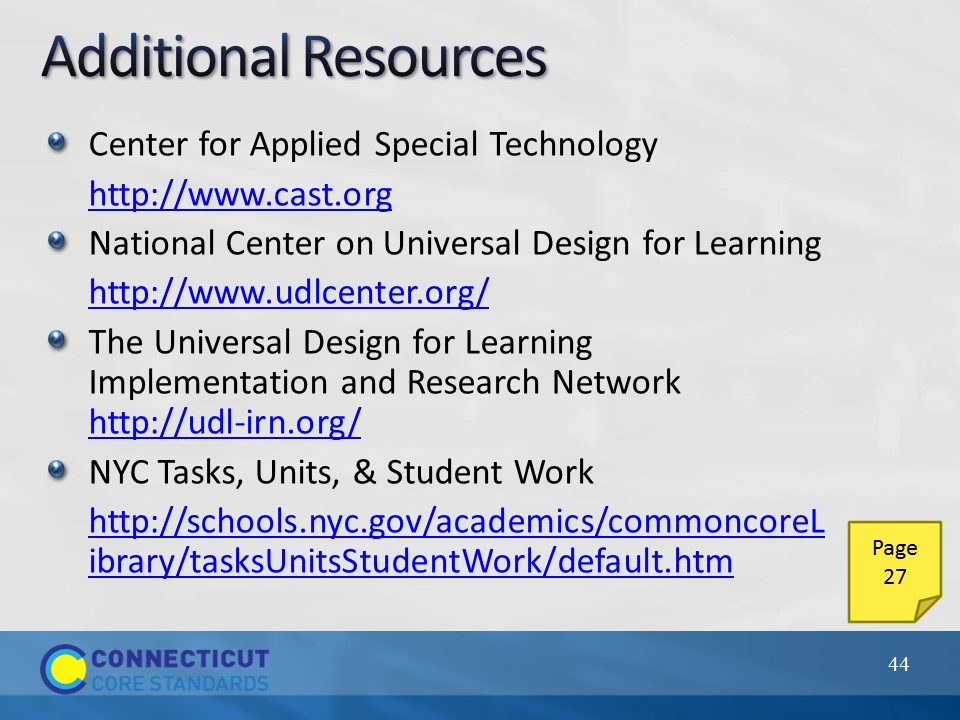 Additional Resources
Center for Applied Special Technology
http://www.cast.org
National Center on Universal Design for Learning
http://www.udlcenter.org/
The Universal Design for Learning
Implementation and Research Network
http://udl-irn.org/
NYC Tasks, Units, & Student Work
http://schools.nyc.gov/academics/commoncoreL
ibrary/tasksUnitsStudentWork/default.htm
Page
27
CONNECTICUT
CORE STANDARDS
44